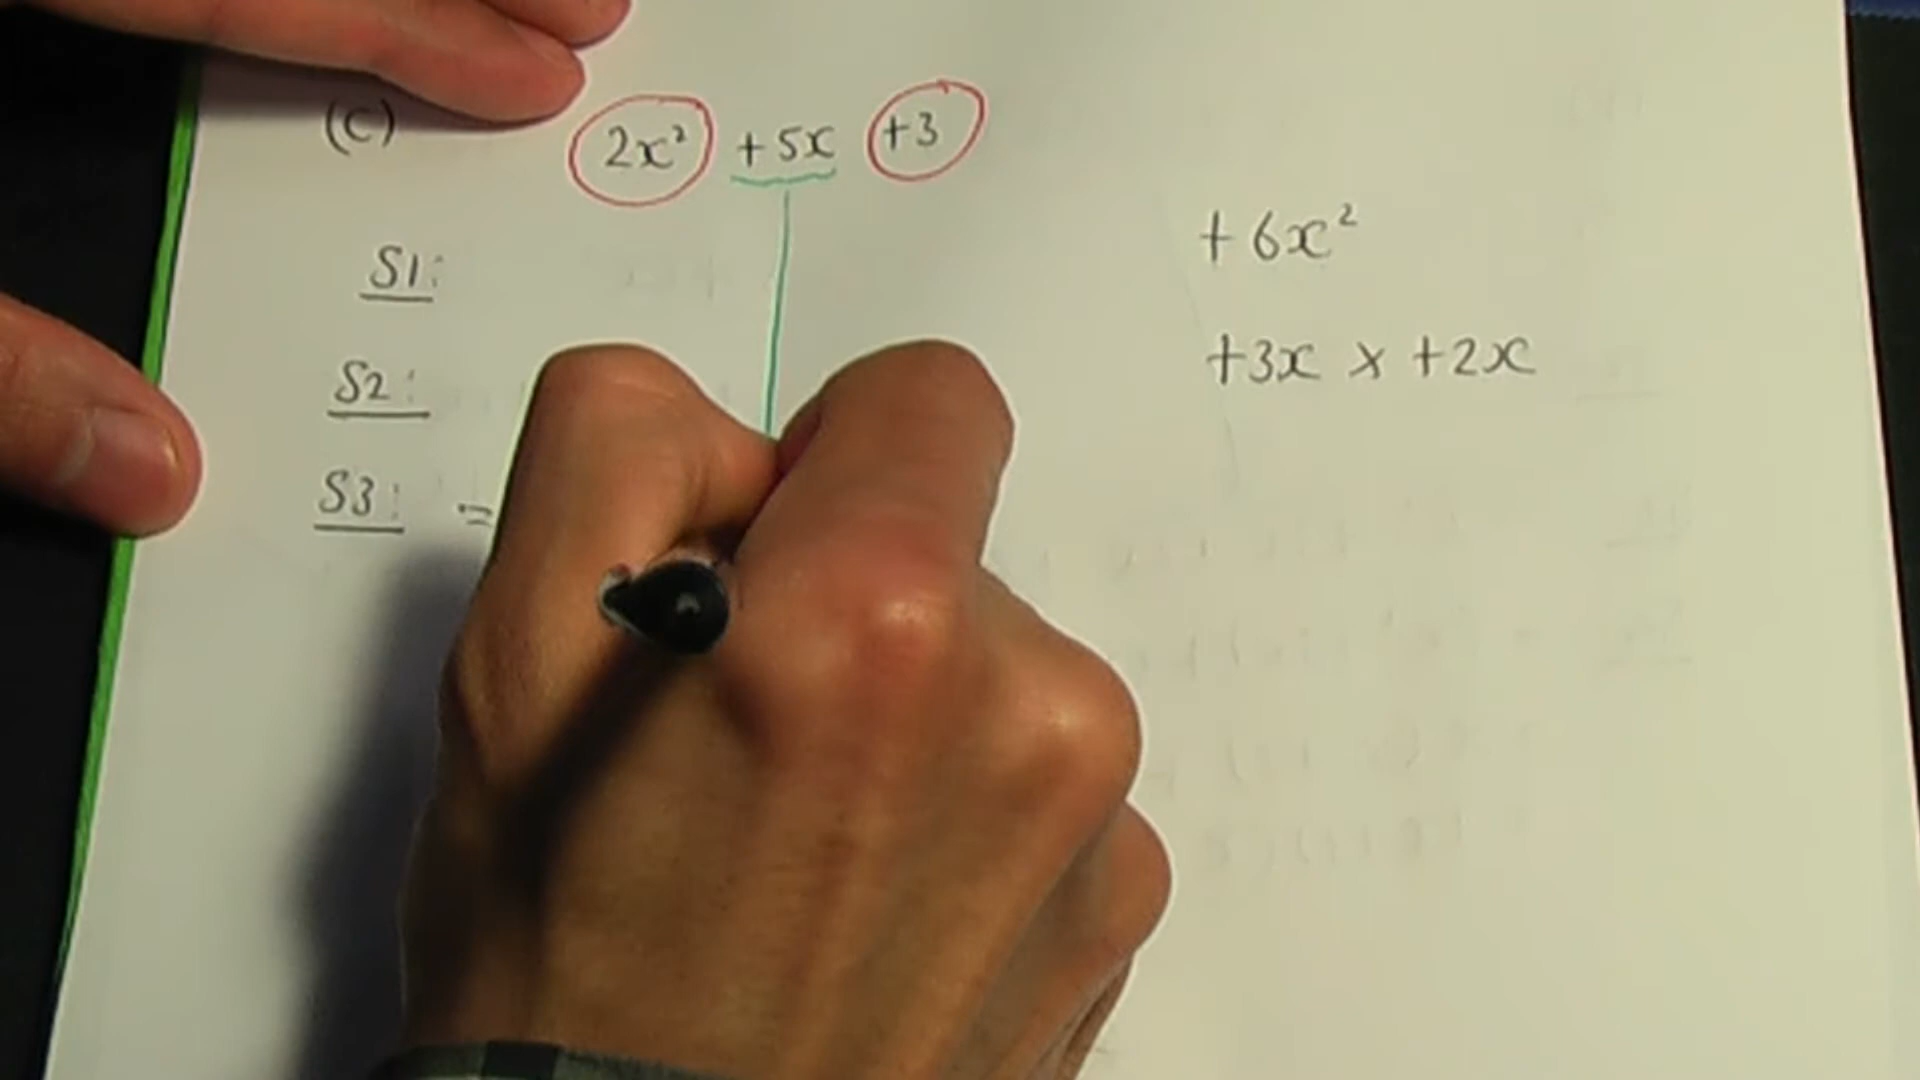 (C) 2x² +5x +3
S1:
+6x²
S2:
+3x x +2x
S3: =